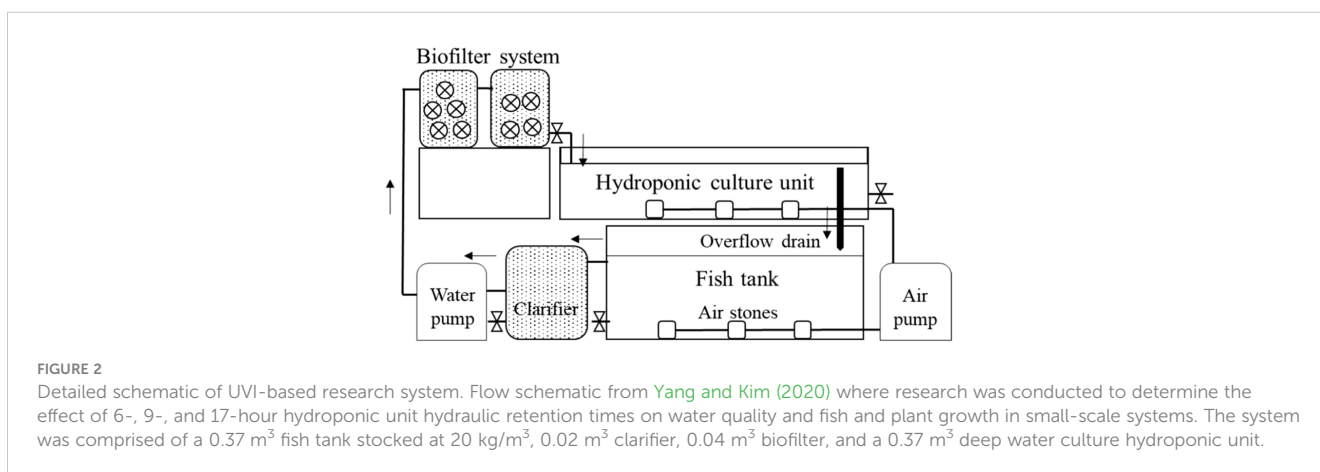 Biofilter system
Hydroponic culture unit
Overflow drain
Fish tank
Water
pump
Clarifier
Air stones
Air
pump
FIGURE 2
Detailed schematic of UVI-based research system. Flow schematic from Yang and Kim (2020) where research was conducted to determine the
effect of 6-, 9-, and 17-hour hydroponic unit hydraulic retention times on water quality and fish and plant growth in small-scale systems. The system
was comprised of a 0.37 m³ fish tank stocked at 20 kg/m³, 0.02 m³ clarifier, 0.04 m³ biofilter, and a 0.37 m³ deep water culture hydroponic unit.